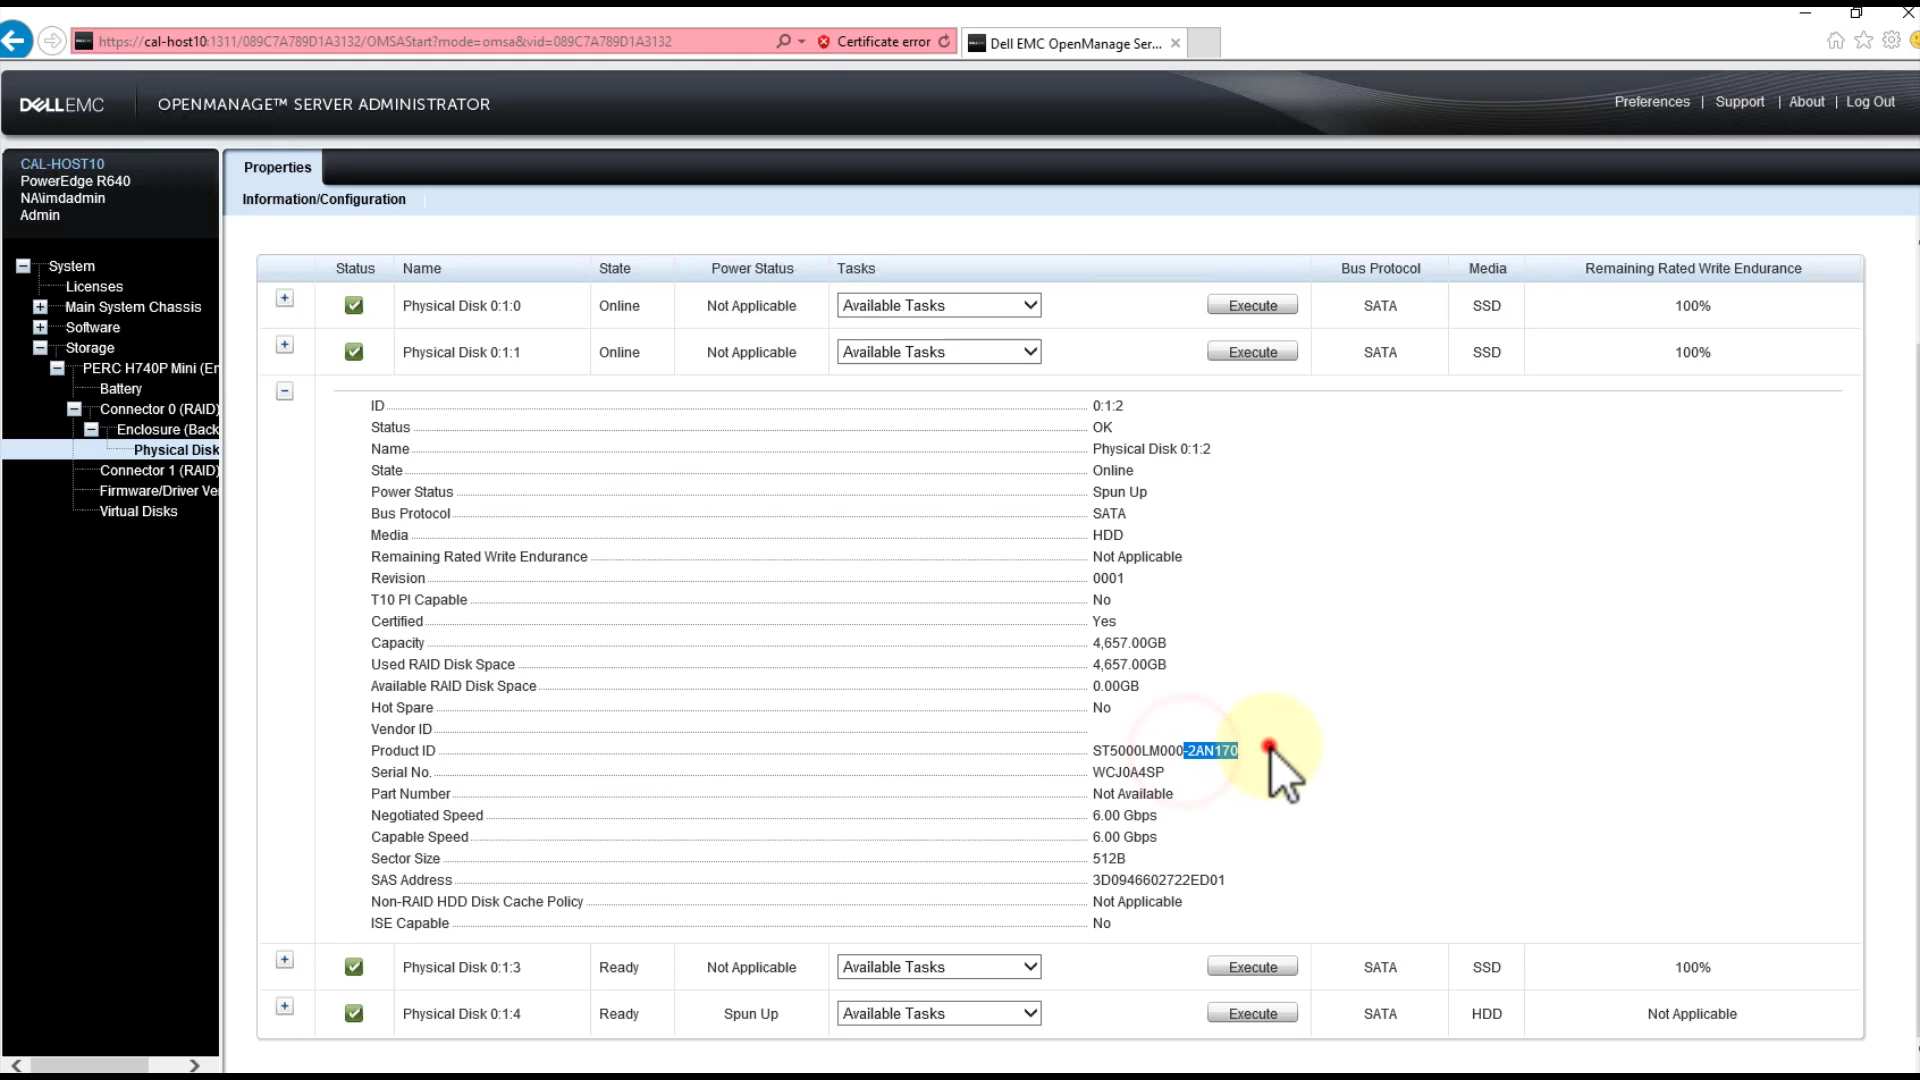 https://cal-host10:1311/089C7A789D1A3132/OMSAStart?mode=omsa&vid=089C7A789D1A3132
Certificate error
Dell EMC OpenManage Ser...
DELLEMC
OPENMANAGE™ SERVER ADMINISTRATOR
Preferences | Support | About | Log Out
CAL-HOST10
PowerEdge R640
NA\imdadmin
Admin
System
Licenses
Main System Chassis
Software
Storage
PERC H740P Mini (Em
Battery
Connector 0 (RAID)
Enclosure (Back
Physical Disk
Connector 1 (RAID)
Firmware/Driver Ve
Virtual Disks
Properties
Information/Configuration
Status Name State Power Status Tasks Bus Protocol Media Remaining Rated Write Endurance
Physical Disk 0:1:0 Online Not Applicable Available Tasks Execute SATA SSD 100%
Physical Disk 0:1:1 Online Not Applicable Available Tasks Execute SATA SSD 100%
ID 0:1:2
Status OK
Name Physical Disk 0:1:2
State Online
Power Status Spun Up
Bus Protocol SATA
Media HDD
Remaining Rated Write Endurance Not Applicable
Revision 0001
T10 PI Capable No
Certified Yes
Capacity 4,657.00GB
Used RAID Disk Space 4,657.00GB
Available RAID Disk Space 0.00GB
Hot Spare No
Vendor ID
Product ID ST5000LM000-2AN170
Serial No. WCJ0A4SP
Part Number Not Available
Negotiated Speed 6.00 Gbps
Capable Speed 6.00 Gbps
Sector Size 512B
SAS Address 3D0946602722ED01
Non-RAID HDD Disk Cache Policy Not Applicable
ISE Capable No
Physical Disk 0:1:3 Ready Not Applicable Available Tasks Execute SATA SSD 100%
Physical Disk 0:1:4 Ready Spun Up Available Tasks Execute SATA HDD Not Applicable